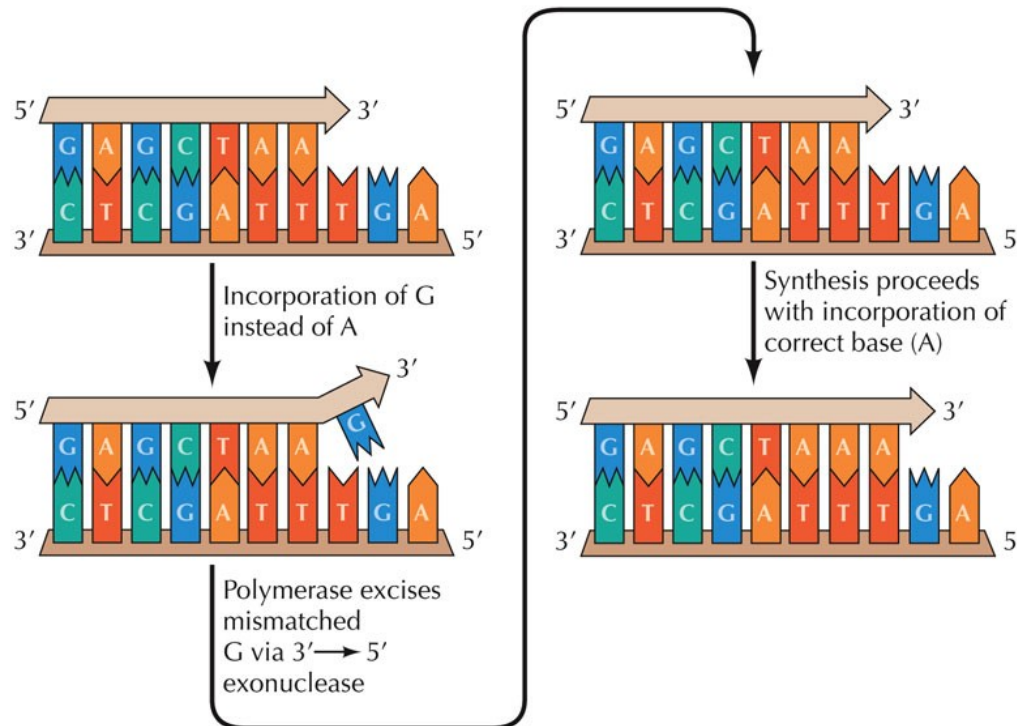 5′ 3′
G A G C T A A
C T C G A T T T G A
3′ 5′
Incorporation of G
instead of A
3′
5′
G
G A G C T A A
C T C G A T T T G A
3′ 5′
Polymerase excises
mismatched
G via 3′ → 5′
exonuclease
5′ 3′
G A G C T A A
C T C G A T T T G A
3′ 5
Synthesis proceeds
with incorporation of
correct base (A)
5′ 3′
G A G C T A A A
C T C G A T T T G A
3′ 5